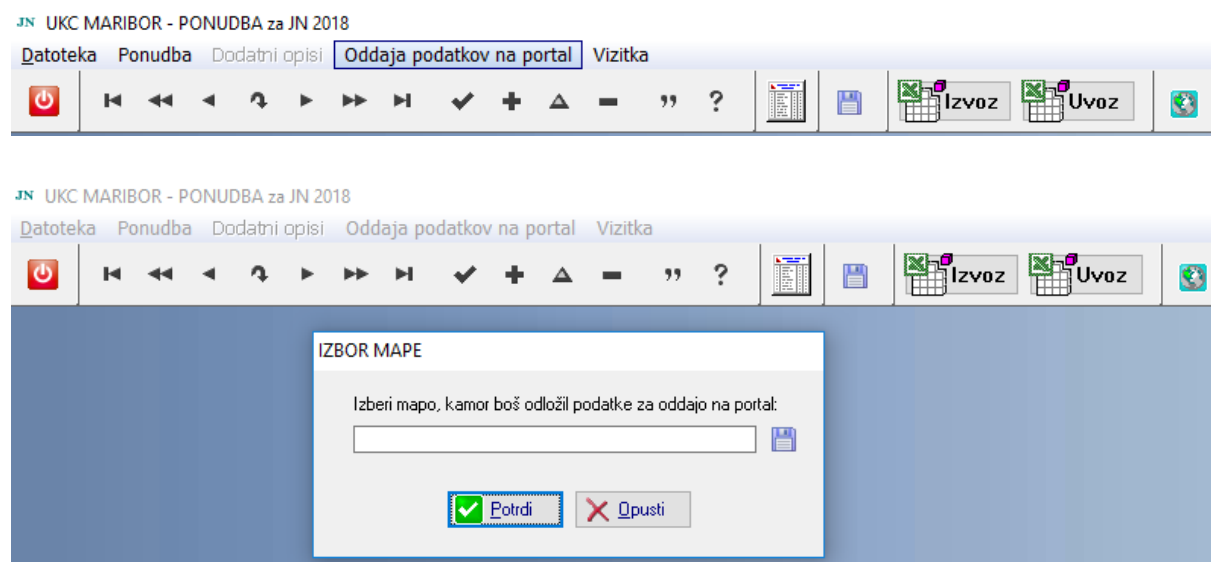 JN UKC MARIBOR - PONUDBA za JN 2018
Datoteka Ponudba Dodatni opisi Oddaja podatkov na portal Vizitka
" ? Izvoz Uvoz
JN UKC MARIBOR - PONUDBA za JN 2018
Datoteka Ponudba Dodatni opisi Oddaja podatkov na portal Vizitka
" ? Izvoz Uvoz
IZBOR MAPE
Izberi mapo, kamor boš odložil podatke za oddajo na portal:
Potrdi Opusti